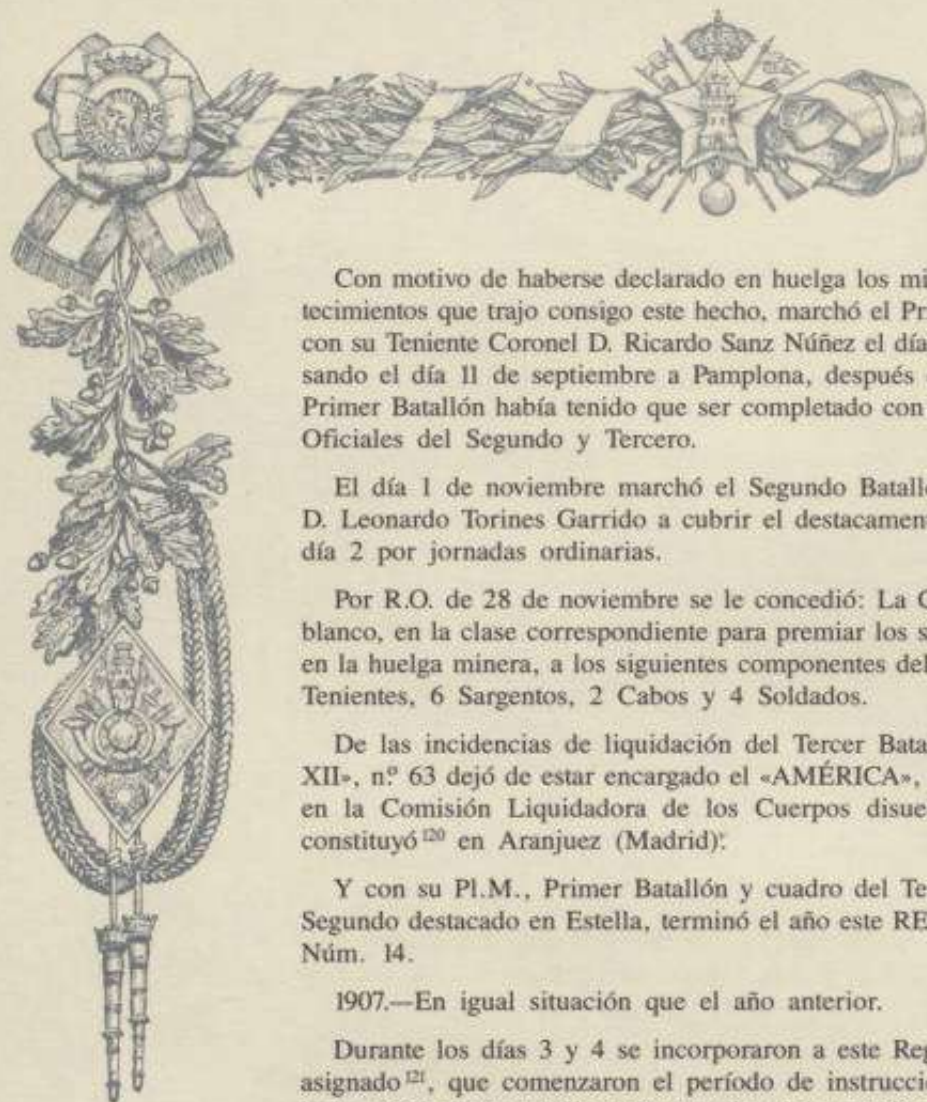 Con motivo de haberse declarado en huelga los mi
tecimientos que trajo consigo este hecho, marchó el Pr
con su Teniente Coronel D. Ricardo Sanz Núñez el día
sando el día 11 de septiembre a Pamplona, después
Primer Batallón había tenido que ser completado con
Oficiales del Segundo y Tercero.
El día 1 de noviembre marchó el Segundo Batall
D. Leonardo Torines Garrido a cubrir el destacamen
día 2 por jornadas ordinarias.
Por R.O. de 28 de noviembre se le concedió: La C
blanco, en la clase correspondiente para premiar los s
en la huelga minera, a los siguientes componentes del
Tenientes, 6 Sargentos, 2 Cabos y 4 Soldados.
De las incidencias de liquidación del Tercer Bata
XII», n.º 63 dejó de estar encargado el «AMÉRICA»,
en la Comisión Liquidadora de los Cuerpos disue
constituyó 120 en Aranjuez (Madrid):
Y con su Pl.M., Primer Batallón y cuadro del Te
Segundo destacado en Estella, terminó el año este RE
Núm. 14.
1907.—En igual situación que el año anterior.
Durante los días 3 y 4 se incorporaron a este Reg
asignado 121, que comenzaron el período de instrucci